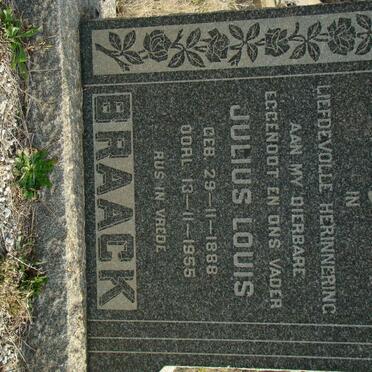 IN
LIEFDEVOLLE HERINNERING
AAN MY DIERBARE
EGGENOOT EN ONS VADER
JULIUS LOUIS
GEB. 29-11-1888
OORL. 13-11-1955
RUS IN VREDE
BRAACK